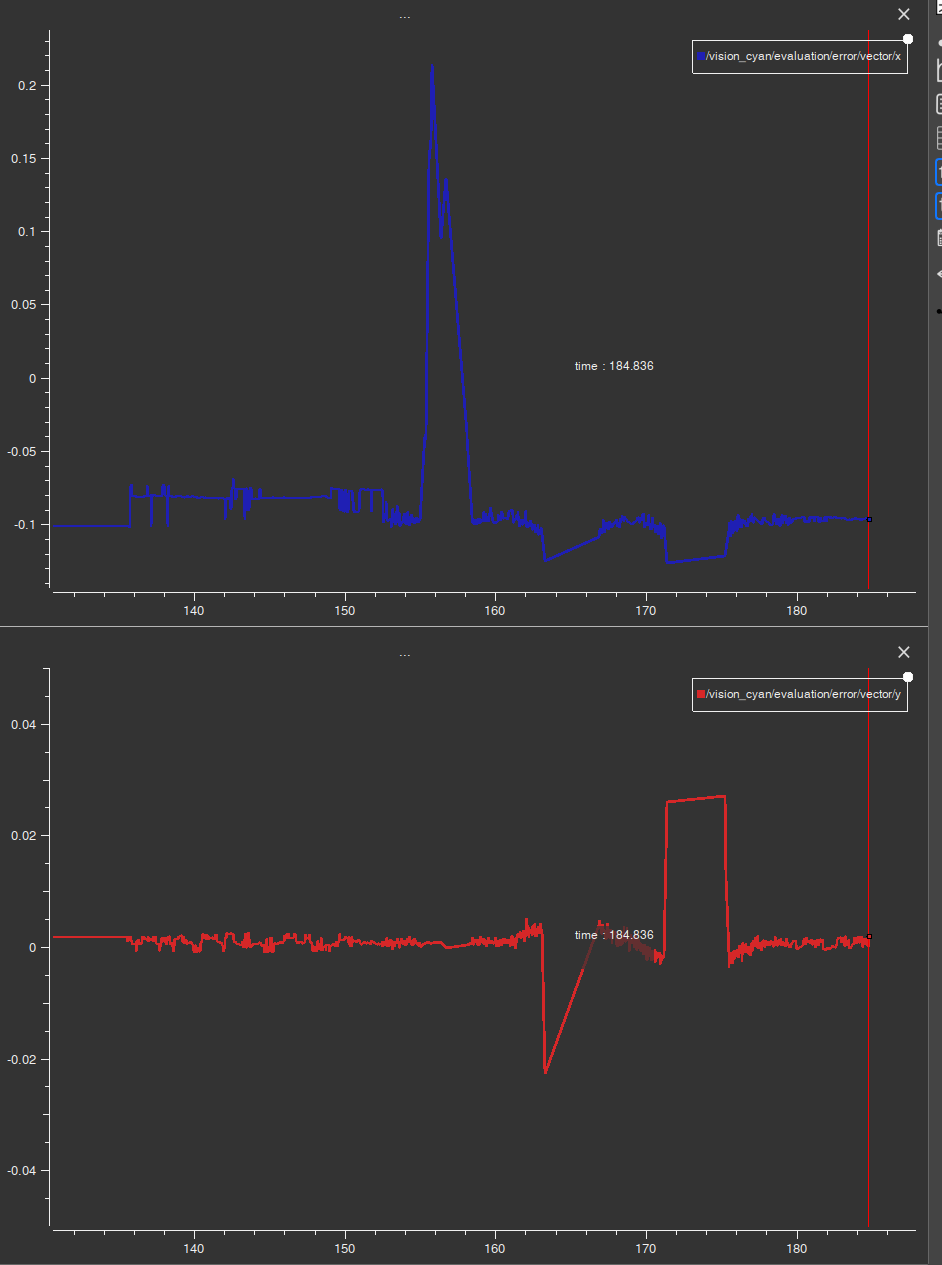 ...
/vision_cyan/evaluation/error/vector/x
0.2
0.15
0.1
0.05
time : 184.836
0
-0.05
-0.1
140 150 160 170 180
...
/vision_cyan/evaluation/error/vector/y
0.04
0.02
time : 184.836
0
-0.02
-0.04
140 150 160 170 180